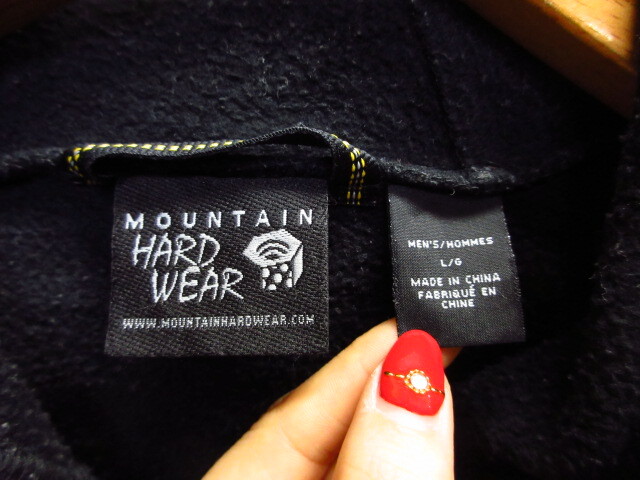 MOUNTAIN
HARD
WEAR
WWW.MOUNTAINHARDWEAR.COM
MEN'S/HOMMES
L/G
MADE IN CHINA
FABRIQUÉ EN
CHINE